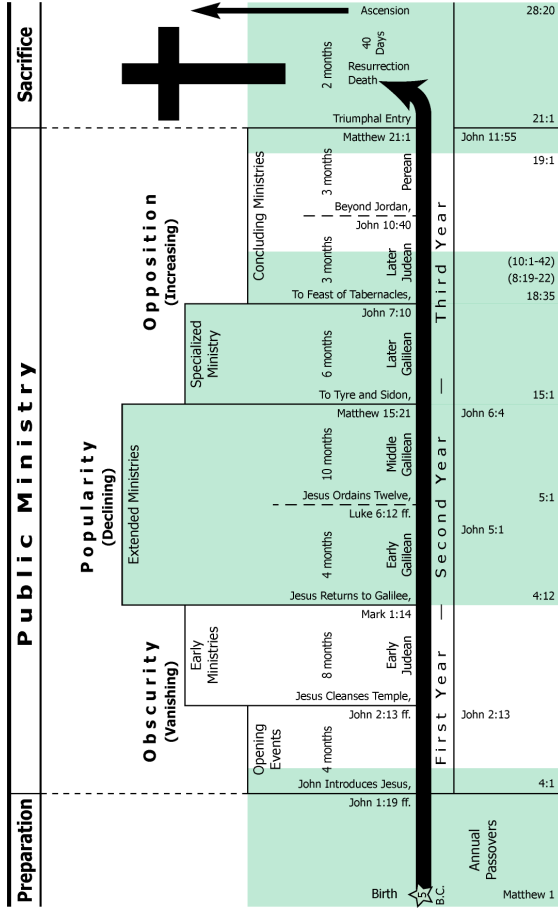 Sacrifice
Public Ministry
Preparation
Opposition
(Increasing)
Popularity
(Declining)
Obscurity
(Vanishing)
Ascension
28:20
40
Days
2 months
Resurrection
Death
Triumphal Entry
21:1
Matthew 21:1
John 11:55
Concluding Ministries
3 months
Perean
19:1
Beyond Jordan,
John 10:40
3 months
Later
Judean
(10:1-42)
(8:19-22)
To Feast of Tabernacles,
18:35
John 7:10
Third Year
Specialized
Ministry
6 months
Later
Galilean
To Tyre and Sidon,
15:1
Matthew 15:21
John 6:4
Extended Ministries
10 months
Middle
Galilean
Second Year
Jesus Ordains Twelve,
5:1
Luke 6:12 ff.
John 5:1
4 months
Early
Galilean
Jesus Returns to Galilee,
4:12
Mark 1:14
Early
Ministries
8 months
Early
Judean
Jesus Cleanses Temple,
John 2:13 ff.
John 2:13
First Year
Opening
Events
4 months
John Introduces Jesus,
4:1
John 1:19 ff.
Annual
Passovers
Birth
5
B.C.
Matthew 1